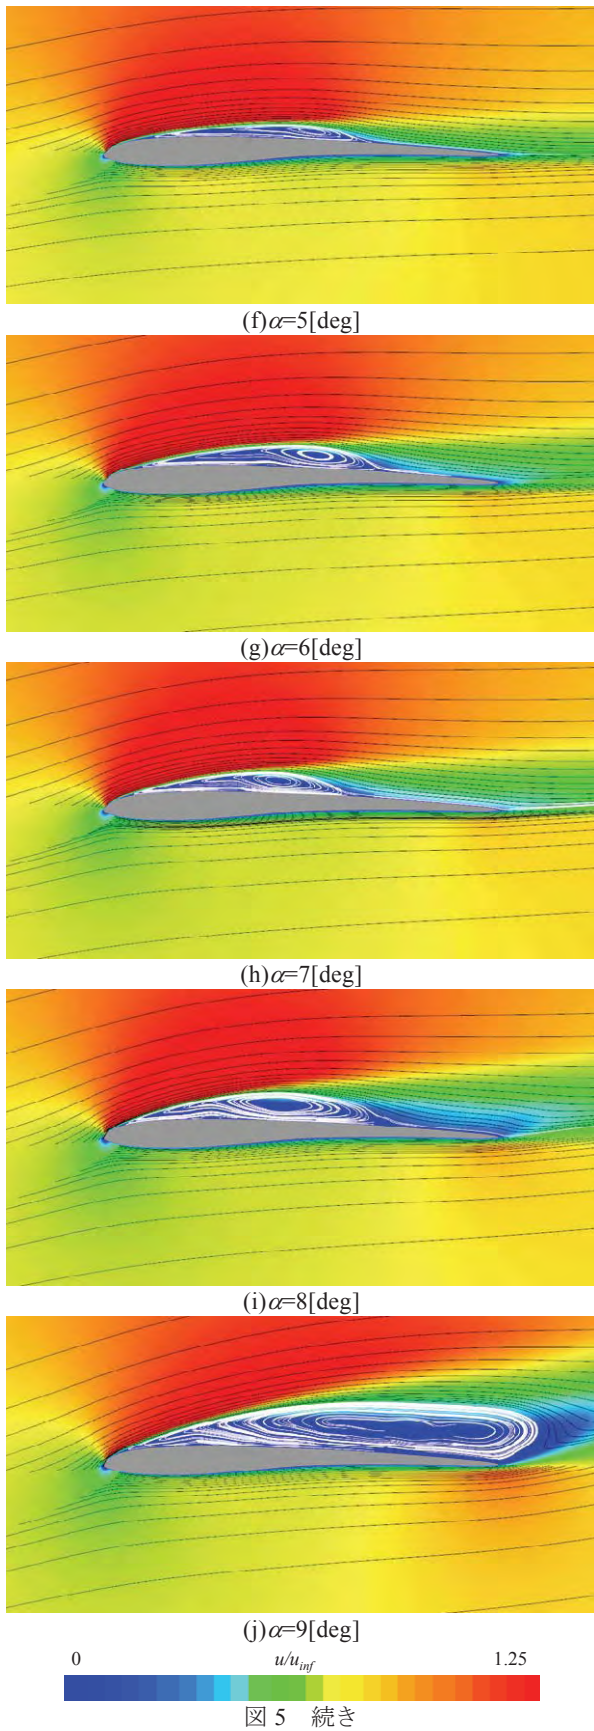 (f)α=5[deg]
(g)α=6[deg]
(h)α=7[deg]
(i)α=8[deg]
(j)α=9[deg]
0 u/u_inf 1.25
図 5 続き